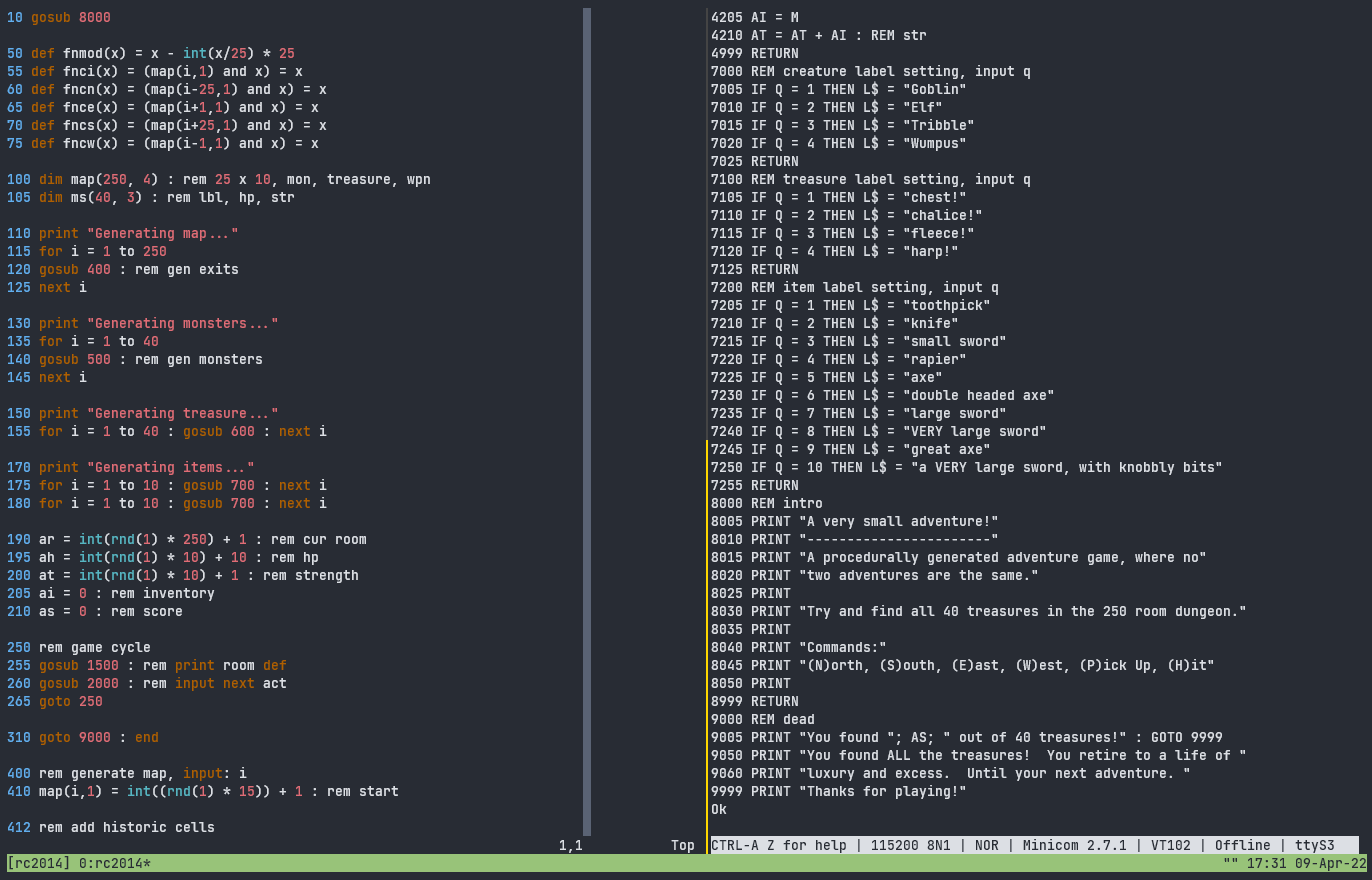 10 gosub 8000
50 def fnmod(x) = x - int(x/25) * 25
55 def fnci(x) = (map(i,1) and x) = x
60 def fncn(x) = (map(i-25,1) and x) = x
65 def fnce(x) = (map(i+1,1) and x) = x
70 def fncs(x) = (map(i+25,1) and x) = x
75 def fncw(x) = (map(i-1,1) and x) = x
100 dim map(250, 4) : rem 25 x 10, mon, treasure, wpn
105 dim ms(40, 3) : rem lbl, hp, str
110 print "Generating map..."
115 for i = 1 to 250
120 gosub 400 : rem gen exits
125 next i
130 print "Generating monsters..."
135 for i = 1 to 40
140 gosub 500 : rem gen monsters
145 next i
150 print "Generating treasure..."
155 for i = 1 to 40 : gosub 600 : next i
170 print "Generating items..."
175 for i = 1 to 10 : gosub 700 : next i
180 for i = 1 to 10 : gosub 700 : next i
190 ar = int(rnd(1) * 250) + 1 : rem cur room
195 ah = int(rnd(1) * 10) + 10 : rem hp
200 at = int(rnd(1) * 10) + 1 : rem strength
205 ai = 0 : rem inventory
210 as = 0 : rem score
250 rem game cycle
255 gosub 1500 : rem print room def
260 gosub 2000 : rem input next act
265 goto 250
310 goto 9000 : end
400 rem generate map, input: i
410 map(i,1) = int((rnd(1) * 15)) + 1 : rem start
412 rem add historic cells
1,1 Top
4205 AI = M
4210 AT = AT + AI : REM str
4999 RETURN
7000 REM creature label setting, input q
7005 IF Q = 1 THEN L$ = "Goblin"
7010 IF Q = 2 THEN L$ = "Elf"
7015 IF Q = 3 THEN L$ = "Tribble"
7020 IF Q = 4 THEN L$ = "Wumpus"
7025 RETURN
7100 REM treasure label setting, input q
7105 IF Q = 1 THEN L$ = "chest!"
7110 IF Q = 2 THEN L$ = "chalice!"
7115 IF Q = 3 THEN L$ = "fleece!"
7120 IF Q = 4 THEN L$ = "harp!"
7125 RETURN
7200 REM item label setting, input q
7205 IF Q = 1 THEN L$ = "toothpick"
7210 IF Q = 2 THEN L$ = "knife"
7215 IF Q = 3 THEN L$ = "small sword"
7220 IF Q = 4 THEN L$ = "rapier"
7225 IF Q = 5 THEN L$ = "axe"
7230 IF Q = 6 THEN L$ = "double headed axe"
7235 IF Q = 7 THEN L$ = "large sword"
7240 IF Q = 8 THEN L$ = "VERY large sword"
7245 IF Q = 9 THEN L$ = "great axe"
7250 IF Q = 10 THEN L$ = "a VERY large sword, with knobbly bits"
7255 RETURN
8000 REM intro
8005 PRINT "A very small adventure!"
8010 PRINT "-----------------------"
8015 PRINT "A procedurally generated adventure game, where no"
8020 PRINT "two adventures are the same."
8025 PRINT
8030 PRINT "Try and find all 40 treasures in the 250 room dungeon."
8035 PRINT
8040 PRINT "Commands:"
8045 PRINT "(N)orth, (S)outh, (E)ast, (W)est, (P)ick Up, (H)it"
8050 PRINT
8999 RETURN
9000 REM dead
9005 PRINT "You found "; AS; " out of 40 treasures!" : GOTO 9999
9050 PRINT "You found ALL the treasures!  You retire to a life of "
9060 PRINT "luxury and excess.  Until your next adventure. "
9999 PRINT "Thanks for playing!"
Ok
CTRL-A Z for help | 115200 8N1 | NOR | Minicom 2.7.1 | VT102 | Offline | ttyS3
[rc2014] 0:rc2014* "" 17:31 09-Apr-22